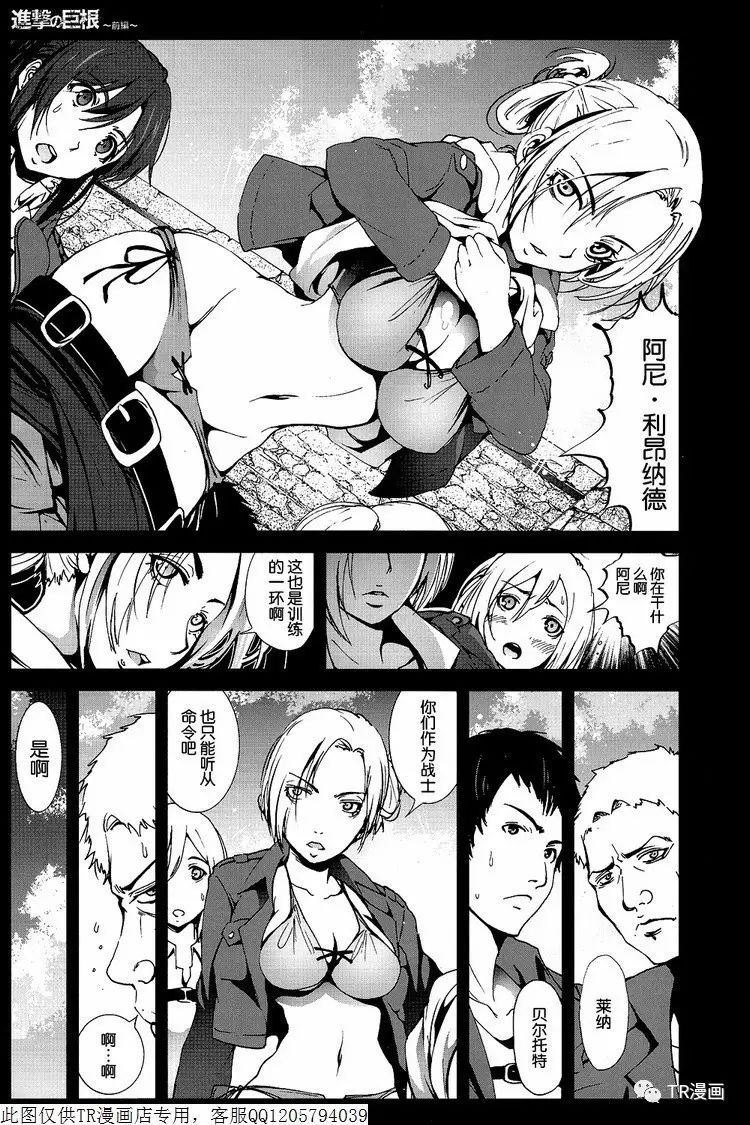 進撃の巨根
～前編～
阿尼・利昂纳德
你在干什
么啊
阿尼
这也是训练
的一环啊
莱纳
贝尔托特
你们作为战士
也只能听从
命令吧
啊……啊
是啊
TR漫画
此图仅供TR漫画店专用，客服QQ1205794039